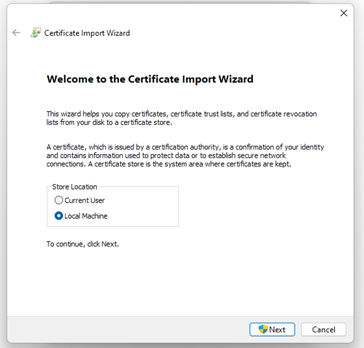 Certificate Import Wizard
Welcome to the Certificate Import Wizard
This wizard helps you copy certificates, certificate trust lists, and certificate revocation
lists from your disk to a certificate store.
A certificate, which is issued by a certification authority, is a confirmation of your identity
and contains information used to protect data or to establish secure network
connections. A certificate store is the system area where certificates are kept.
Store Location
Current User
Local Machine
To continue, click Next.
Next
Cancel